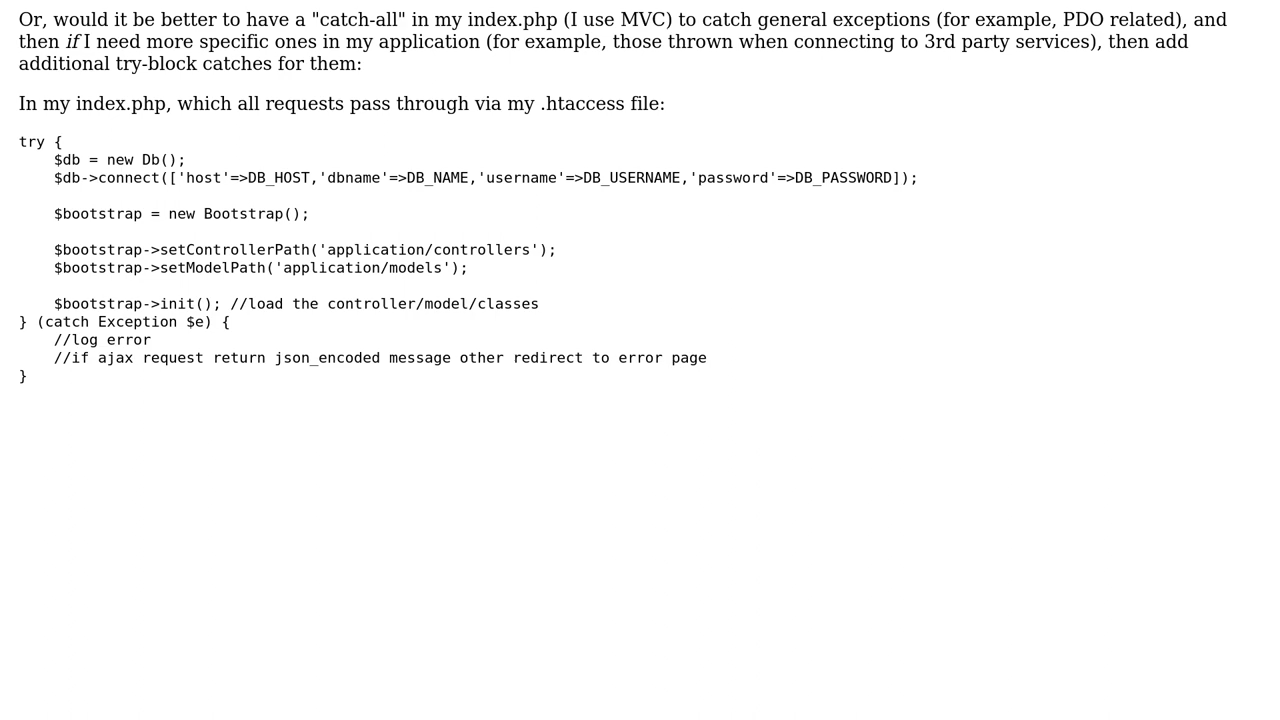 Or, would it be better to have a "catch-all" in my index.php (I use MVC) to catch general exceptions (for example, PDO related), and
then if I need more specific ones in my application (for example, those thrown when connecting to 3rd party services), then add
additional try-block catches for them:
In my index.php, which all requests pass through via my .htaccess file:
try {
    $db = new Db();
    $db->connect(['host'=>DB_HOST,'dbname'=>DB_NAME,'username'=>DB_USERNAME,'password'=>DB_PASSWORD]);
    $bootstrap = new Bootstrap();
    $bootstrap->setControllerPath('application/controllers');
    $bootstrap->setModelPath('application/models');
    $bootstrap->init(); //load the controller/model/classes
} (catch Exception $e) {
    //log error
    //if ajax request return json_encoded message other redirect to error page
}